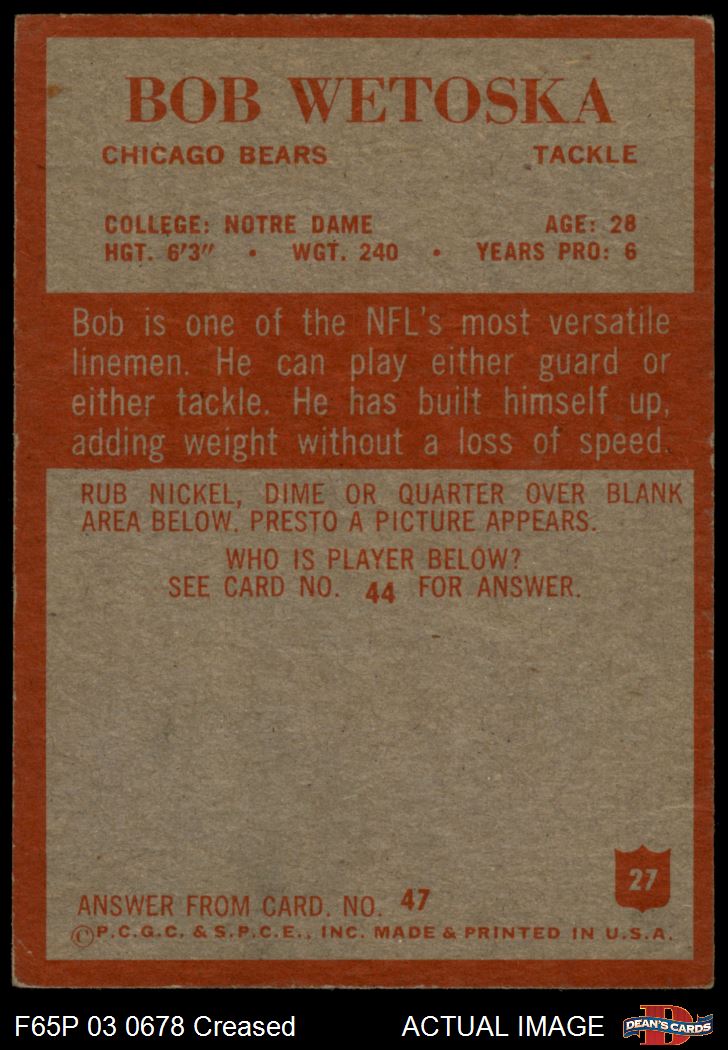 BOB WETOSKA
CHICAGO BEARS TACKLE
COLLEGE: NOTRE DAME AGE: 28
HGT. 6'3" • WGT. 240 • YEARS PRO: 6
Bob is one of the NFL's most versatile
linemen. He can play either guard or
either tackle. He has built himself up,
adding weight without a loss of speed.
RUB NICKEL, DIME OR QUARTER OVER BLANK
AREA BELOW. PRESTO A PICTURE APPEARS.
WHO IS PLAYER BELOW?
SEE CARD NO. 44 FOR ANSWER.
27
ANSWER FROM CARD. NO. 47
©P.C.G.C. & S.P.C.E., INC. MADE & PRINTED IN U.S.A.
F65P 03 0678 Creased ACTUAL IMAGE
D
DEAN'S CARDS